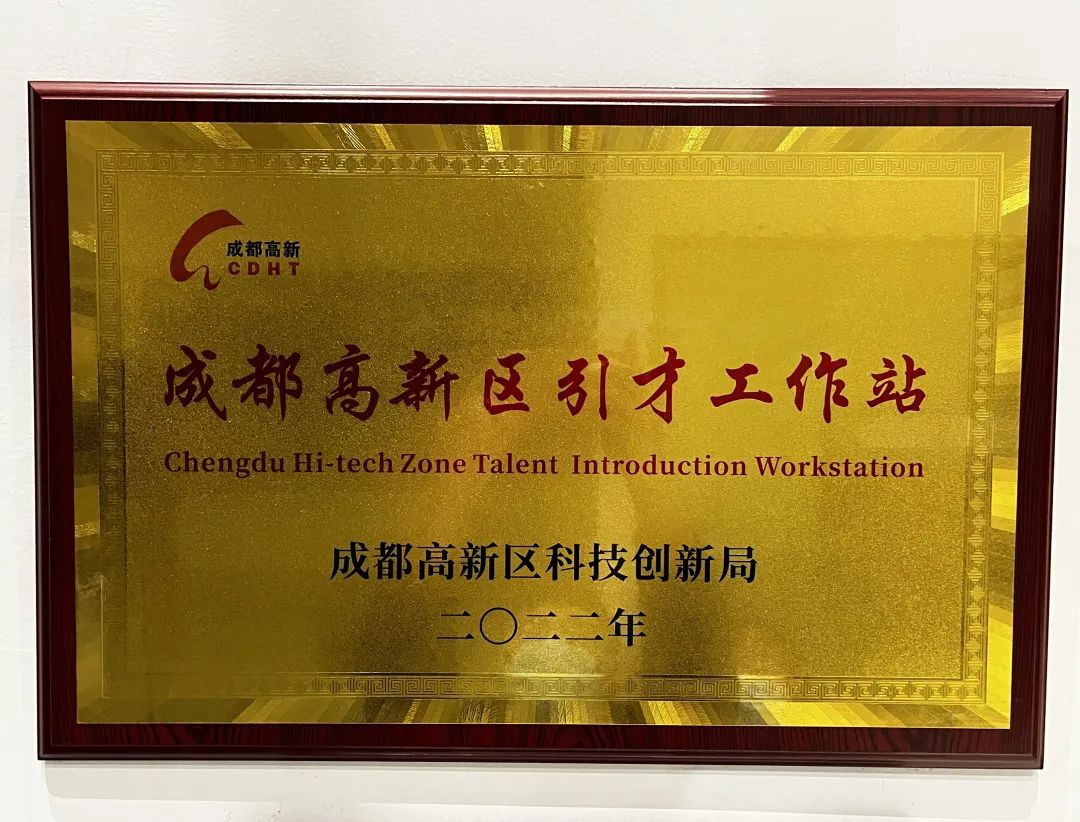 成都高新
CDHT
成都高新区引才工作站
Chengdu Hi-tech Zone Talent Introduction Workstation
成都高新区科技创新局
二〇二二年